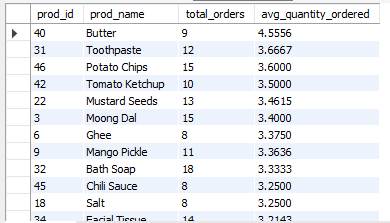 prod_id prod_name total_orders avg_quantity_ordered
40 Butter 9 4.5556
31 Toothpaste 12 3.6667
46 Potato Chips 15 3.6000
42 Tomato Ketchup 10 3.5000
22 Mustard Seeds 13 3.4615
3 Moong Dal 15 3.4000
6 Ghee 8 3.3750
9 Mango Pickle 11 3.3636
32 Bath Soap 18 3.3333
45 Chili Sauce 8 3.2500
18 Salt 8 3.2500
34 Facial Tissue 14 3.2143